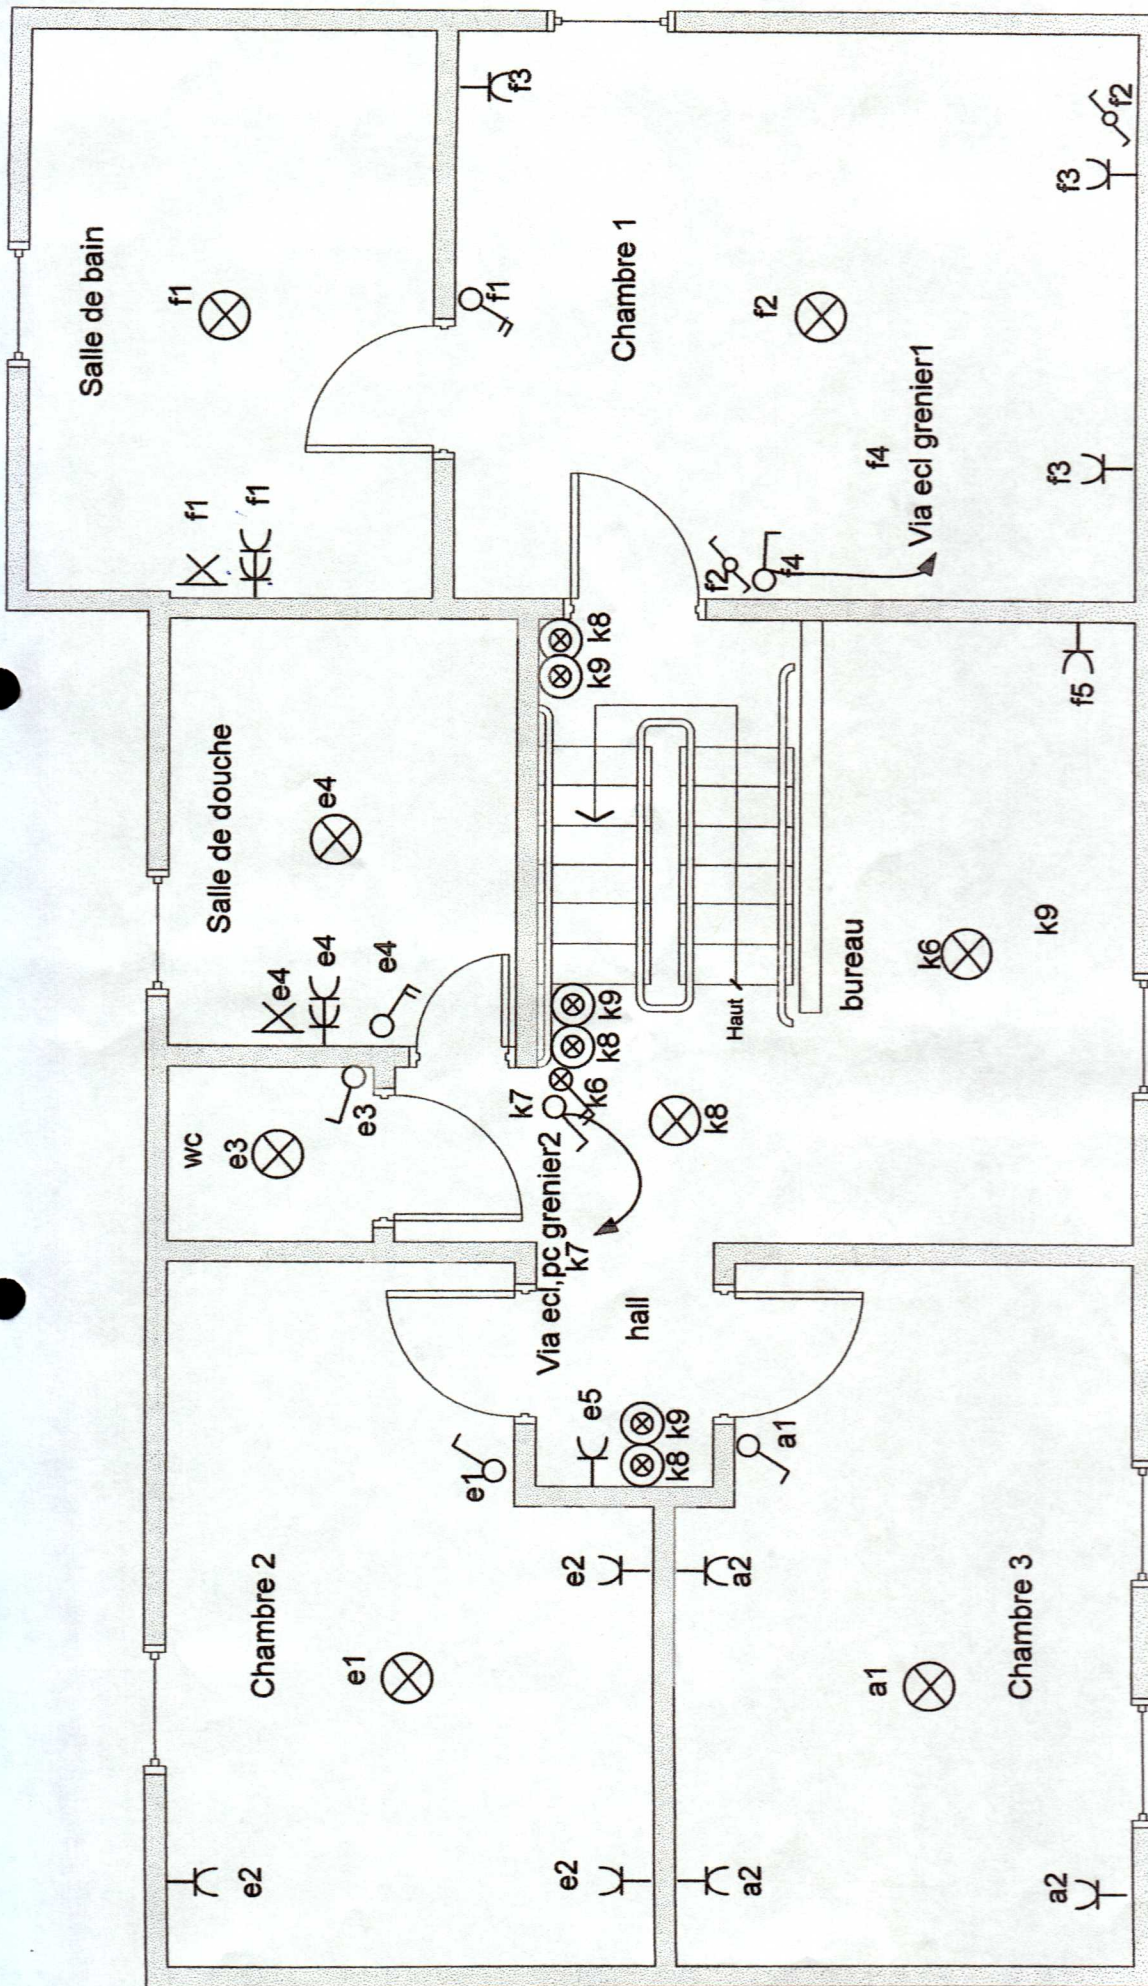 Salle de bain
f1
f1
f1
f1
Salle de douche
e4
e4
e4
e4
wc
e3
e3
Chambre 2
e1
e1
e2
e2
e2
Chambre 1
f3
f2
f2
f4
f4
Via ecl grenier1
f3
f3
f2
k9
k8
k8
k9
k7
k6
Via ecl,pc grenier2
k7
k8
Haut
hall
e5
k8
k9
bureau
k6
k9
f5
Chambre 3
a1
a1
a2
a2
a2